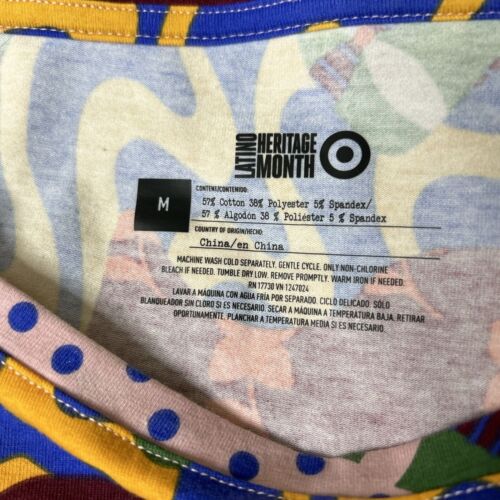 LATINO
HERITAGE
MONTH
M
CONTENT/CONTENIDO:
57% Cotton 38% Polyester 5% Spandex/
57 % Algodón 38 % Poliéster 5 % Spandex
COUNTRY OF ORIGIN/HECHO:
China/en China
MACHINE WASH COLD SEPARATELY. GENTLE CYCLE. ONLY NON-CHLORINE
BLEACH IF NEEDED. TUMBLE DRY LOW. REMOVE PROMPTLY. WARM IRON IF NEEDED.
RN 17730 VN 1247024
LAVAR A MÁQUINA CON AGUA FRÍA POR SEPARADO. CICLO DELICADO. SÓLO
BLANQUEADOR SIN CLORO ES NECESARIO. SECAR A MÁQUINA A TEMPERATURA BAJA, RETIRAR
OPORTUNAMENTE. PLANCHAR A TEMPERATURA MEDIA SI ES NECESARIO.